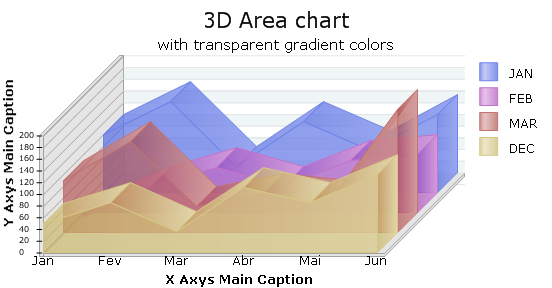 3D Area chart
with transparent gradient colors
JAN
FEB
MAR
DEC
Y Axys Main Caption
200
180
160
140
120
100
80
60
40
20
0
Jan Fev Mar Abr Mai Jun
X Axys Main Caption